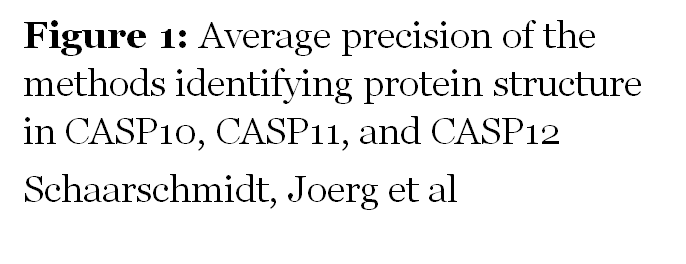 Figure 1: Average precision of the
methods identifying protein structure
in CASP10, CASP11, and CASP12
Schaarschmidt, Joerg et al